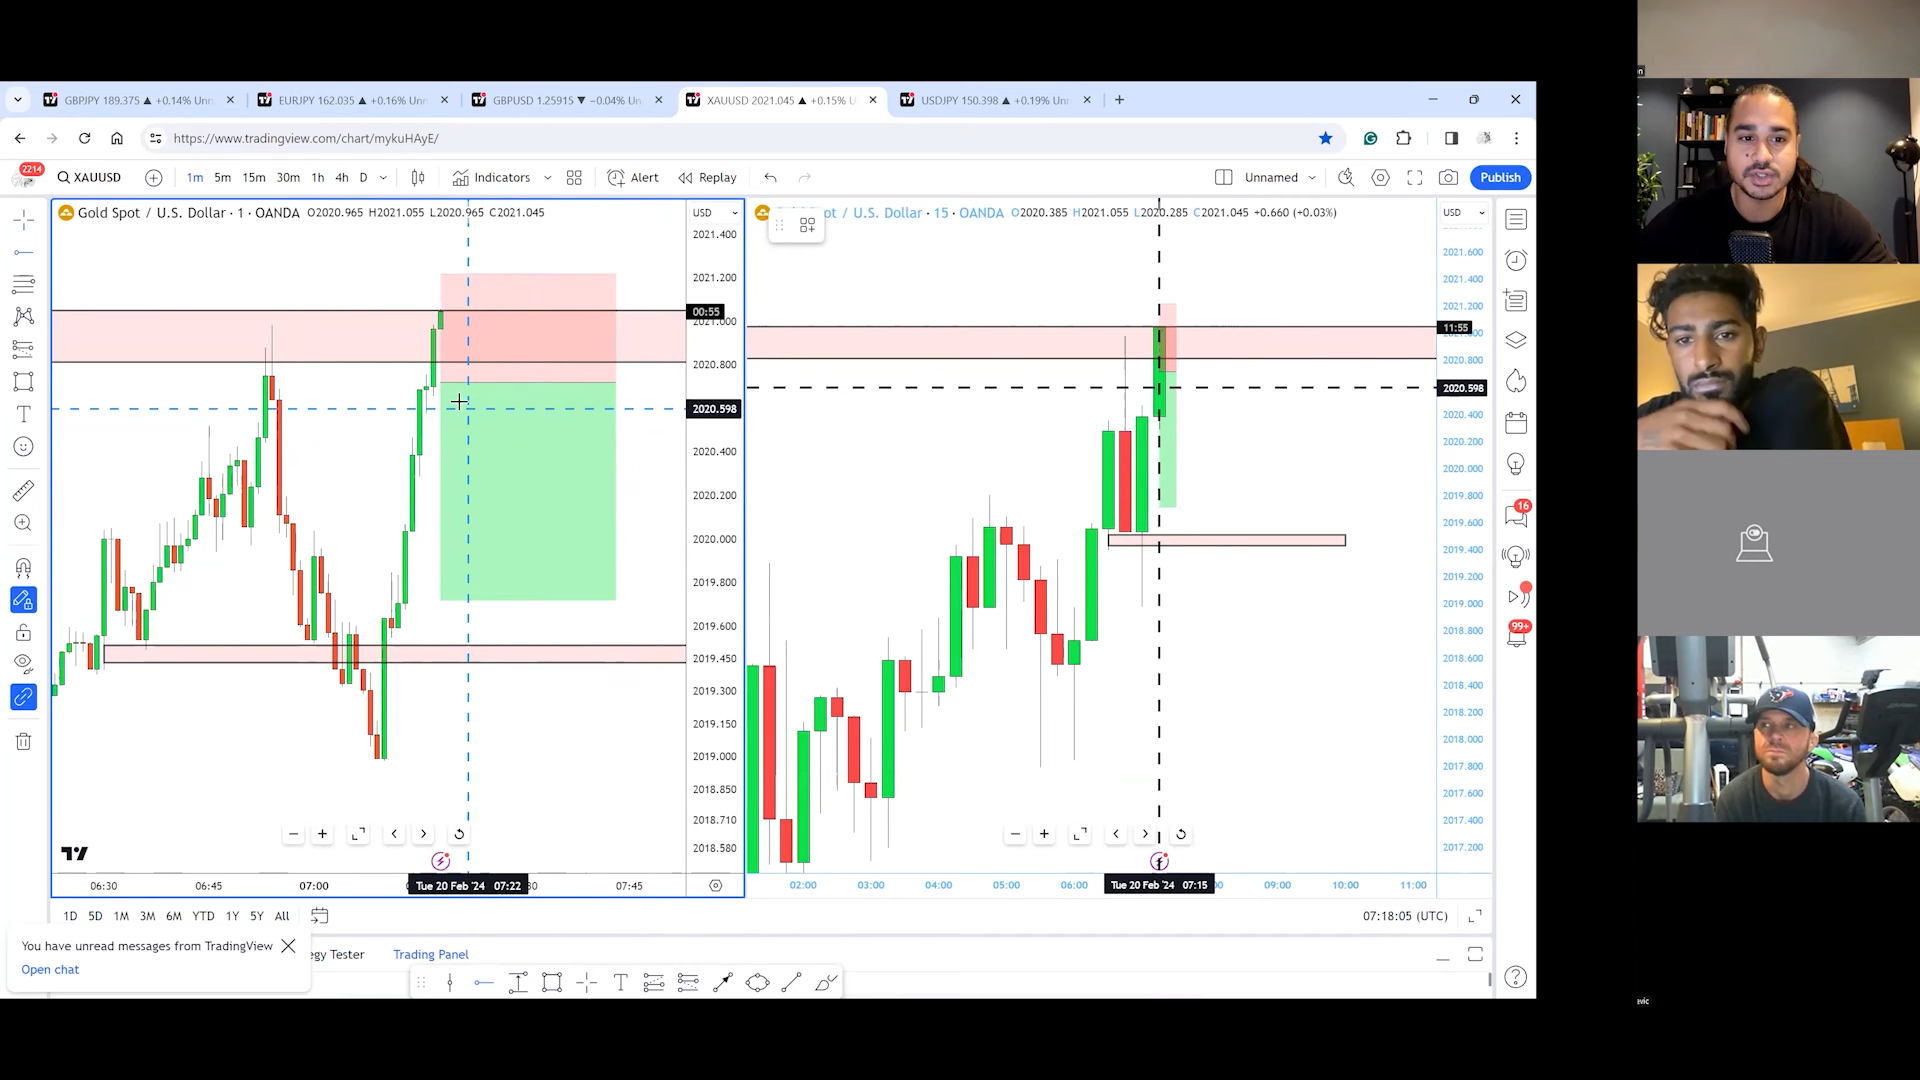 GBPJPY 189.375 ▲ +0.14% Unn
EURJPY 162.035 ▲ +0.16% Unn
GBPUSD 1.25915 ▼ −0.04% Un
XAUUSD 2021.045 ▲ +0.15% U
USDJPY 150.398 ▲ +0.19% Unn
https://www.tradingview.com/chart/mykuHAyE/
2214
XAUUSD
1m 5m 15m 30m 1h 4h D
Indicators
Alert
Replay
Unnamed
Publish
Gold Spot / U.S. Dollar · 1 · OANDA O2020.965 H2021.055 L2020.965 C2021.045
USD
2021.400
2021.200
00:55
2021.000
2020.800
2020.598
2020.400
2020.200
2020.000
2019.800
2019.600
2019.450
2019.300
2019.150
2019.000
2018.850
2018.710
2018.580
06:30 06:45 07:00 Tue 20 Feb '24 07:22 30 07:45
ot / U.S. Dollar · 15 · OANDA O2020.385 H2021.055 L2020.285 C2021.045 +0.660 (+0.03%)
USD
2021.600
2021.400
2021.200
11:55
2020.800
2020.598
2020.400
2020.200
2020.000
2019.800
2019.600
2019.400
2019.200
2019.000
2018.800
2018.600
2018.400
2018.200
2018.000
2017.800
2017.600
2017.400
2017.200
02:00 03:00 04:00 05:00 06:00 Tue 20 Feb '24 07:15 09:00 10:00 11:00
16
99+
1D 5D 1M 3M 6M YTD 1Y 5Y All
07:18:05 (UTC)
You have unread messages from TradingView
Open chat
egy Tester
Trading Panel